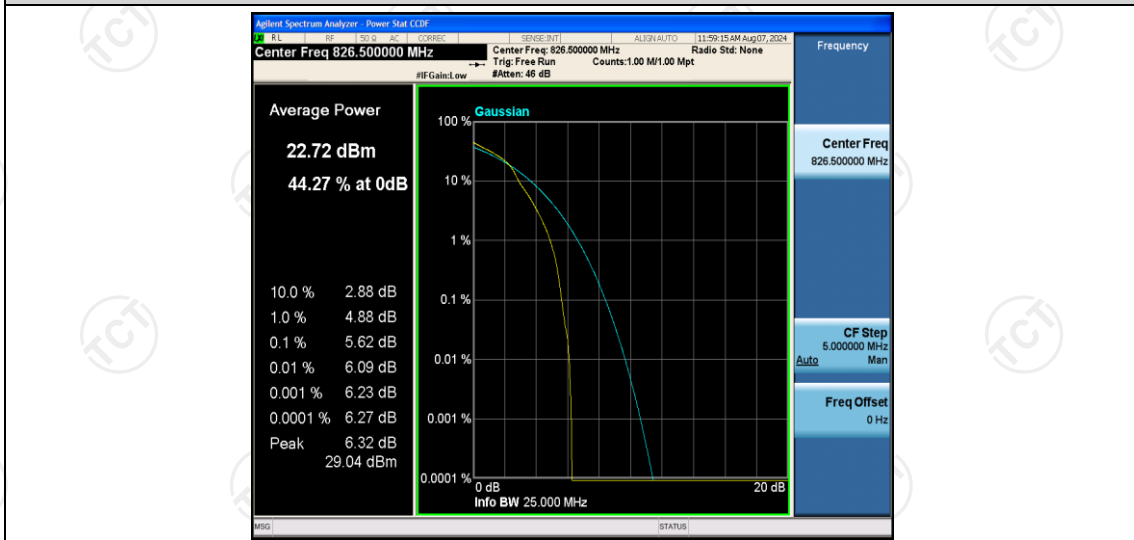 Agilent Spectrum Analyzer - Power Stat CCDF
LXI RL RF 50 Ω AC CORREC SENSE:INT ALIGN AUTO 11:59:15 AM Aug 07, 2024
Center Freq 826.500000 MHz
Center Freq: 826.500000 MHz Radio Std: None
Trig: Free Run Counts:1.00 M/1.00 Mpt
#IFGain:Low #Atten: 46 dB
Frequency
Average Power
22.72 dBm
44.27 % at 0dB
10.0 % 2.88 dB
1.0 % 4.88 dB
0.1 % 5.62 dB
0.01 % 6.09 dB
0.001 % 6.23 dB
0.0001 % 6.27 dB
Peak 6.32 dB
29.04 dBm
Gaussian
100 %
10 %
1 %
0.1 %
0.01 %
0.001 %
0.0001 %
0 dB 20 dB
Info BW 25.000 MHz
Center Freq
826.500000 MHz
CF Step
5.000000 MHz
Auto Man
Freq Offset
0 Hz
MSG STATUS
TCT
TCT
TCT
TCT